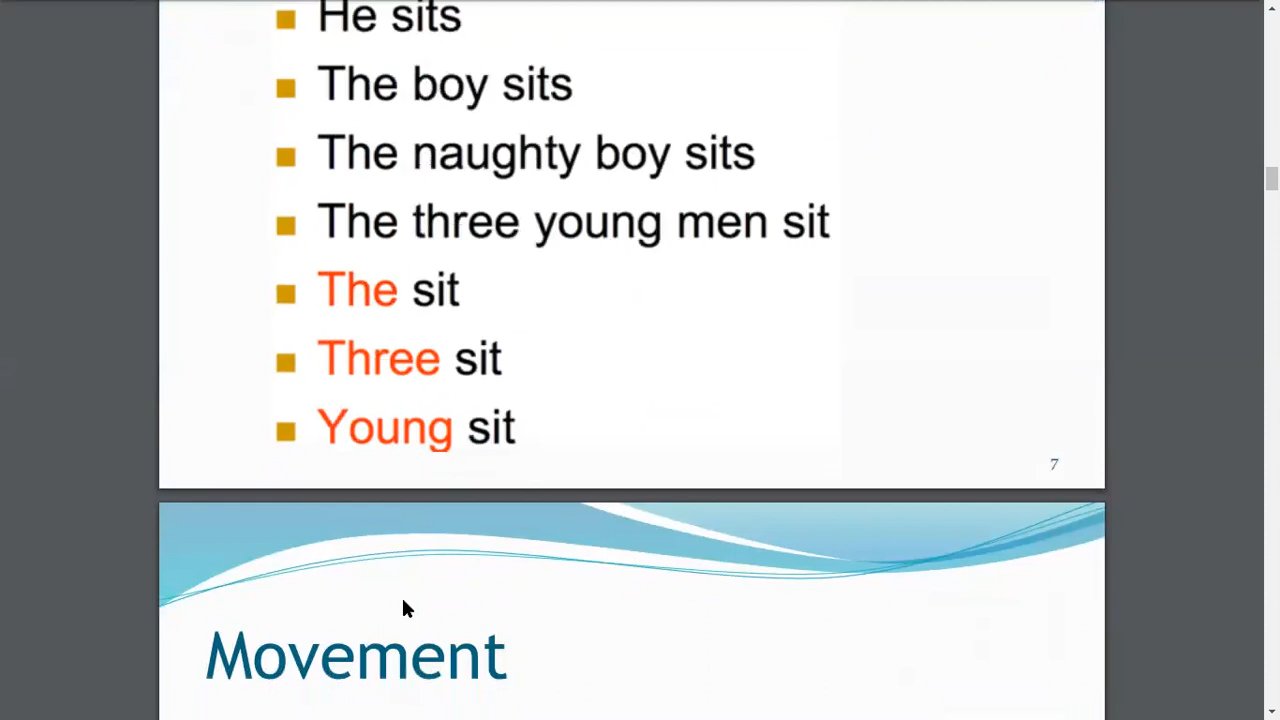 He sits
The boy sits
The naughty boy sits
The three young men sit
The sit
Three sit
Young sit
7
Movement